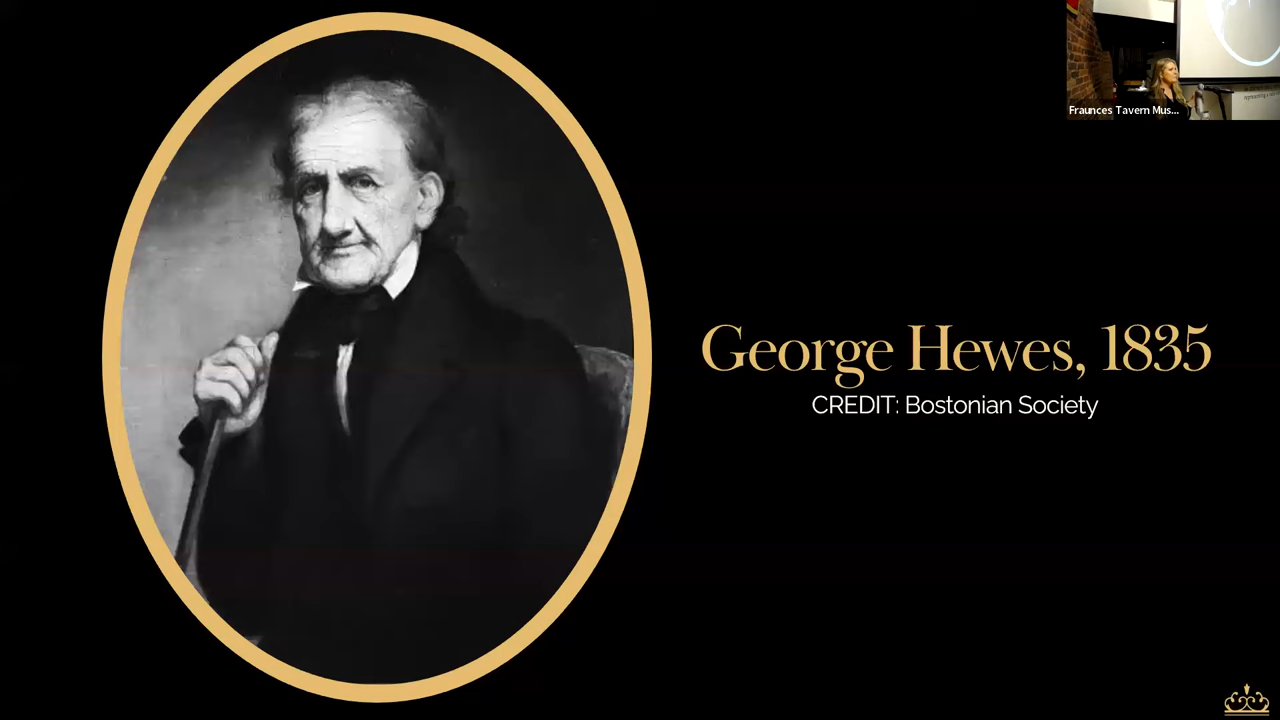 George Hewes, 1835
CREDIT: Bostonian Society
Fraunces Tavern Mus...